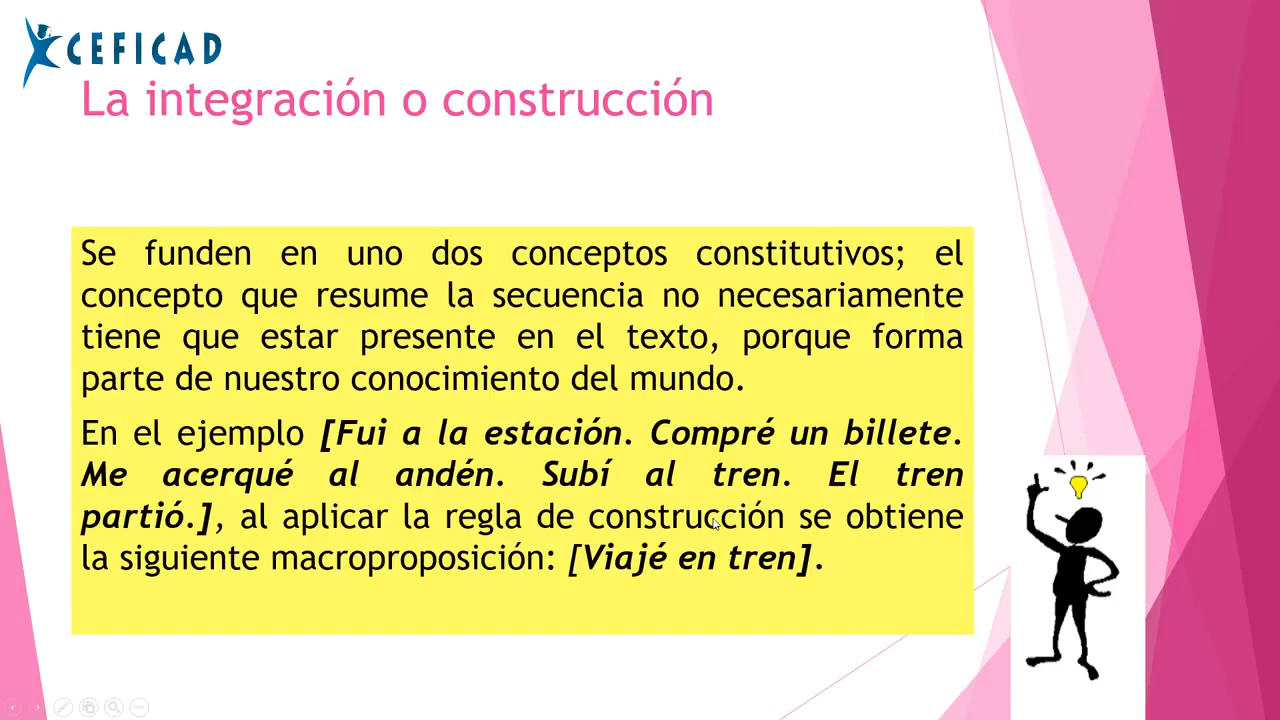 CEFICAD
La integración o construcción
Se funden en uno dos conceptos constitutivos; el
concepto que resume la secuencia no necesariamente
tiene que estar presente en el texto, porque forma
parte de nuestro conocimiento del mundo.
En el ejemplo [Fui a la estación. Compré un billete.
Me acerqué al andén. Subí al tren. El tren
partió.], al aplicar la regla de construcción se obtiene
la siguiente macroproposición: [Viajé en tren].